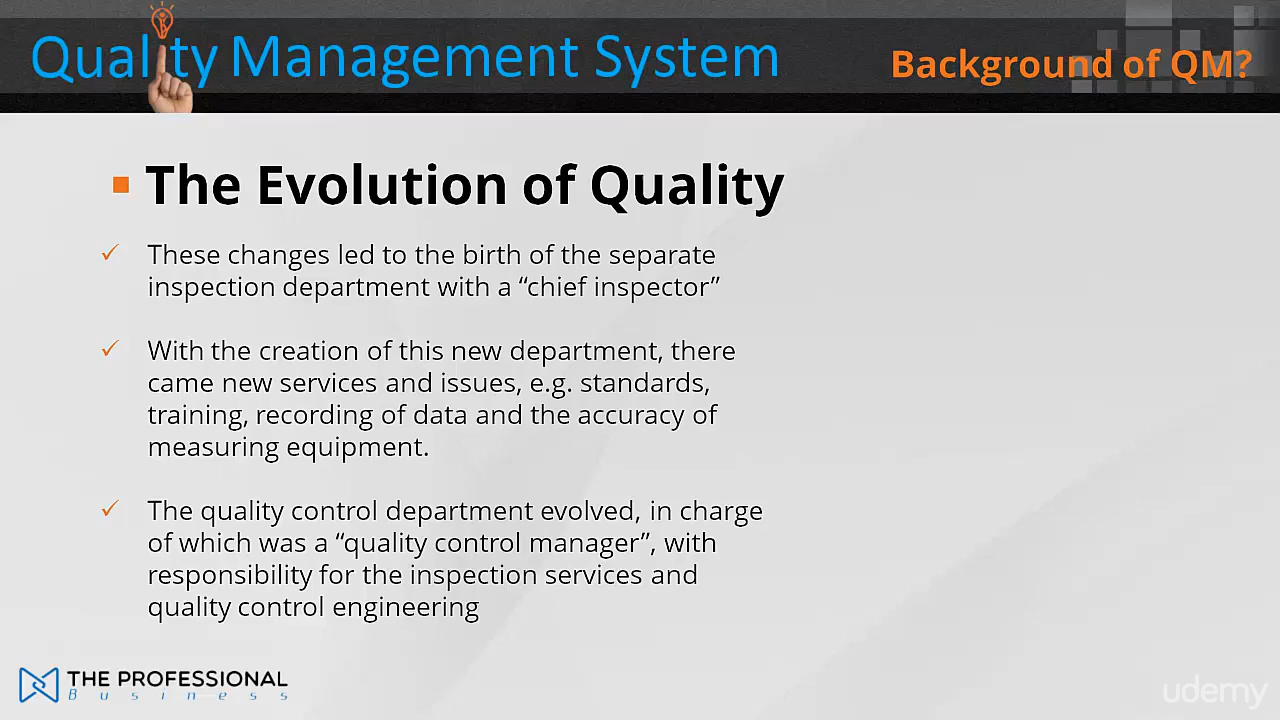 Quality Management System
Background of QM?
The Evolution of Quality
These changes led to the birth of the separate
inspection department with a “chief inspector”
With the creation of this new department, there
came new services and issues, e.g. standards,
training, recording of data and the accuracy of
measuring equipment.
The quality control department evolved, in charge
of which was a “quality control manager”, with
responsibility for the inspection services and
quality control engineering
THE PROFESSIONAL
Business
udemy